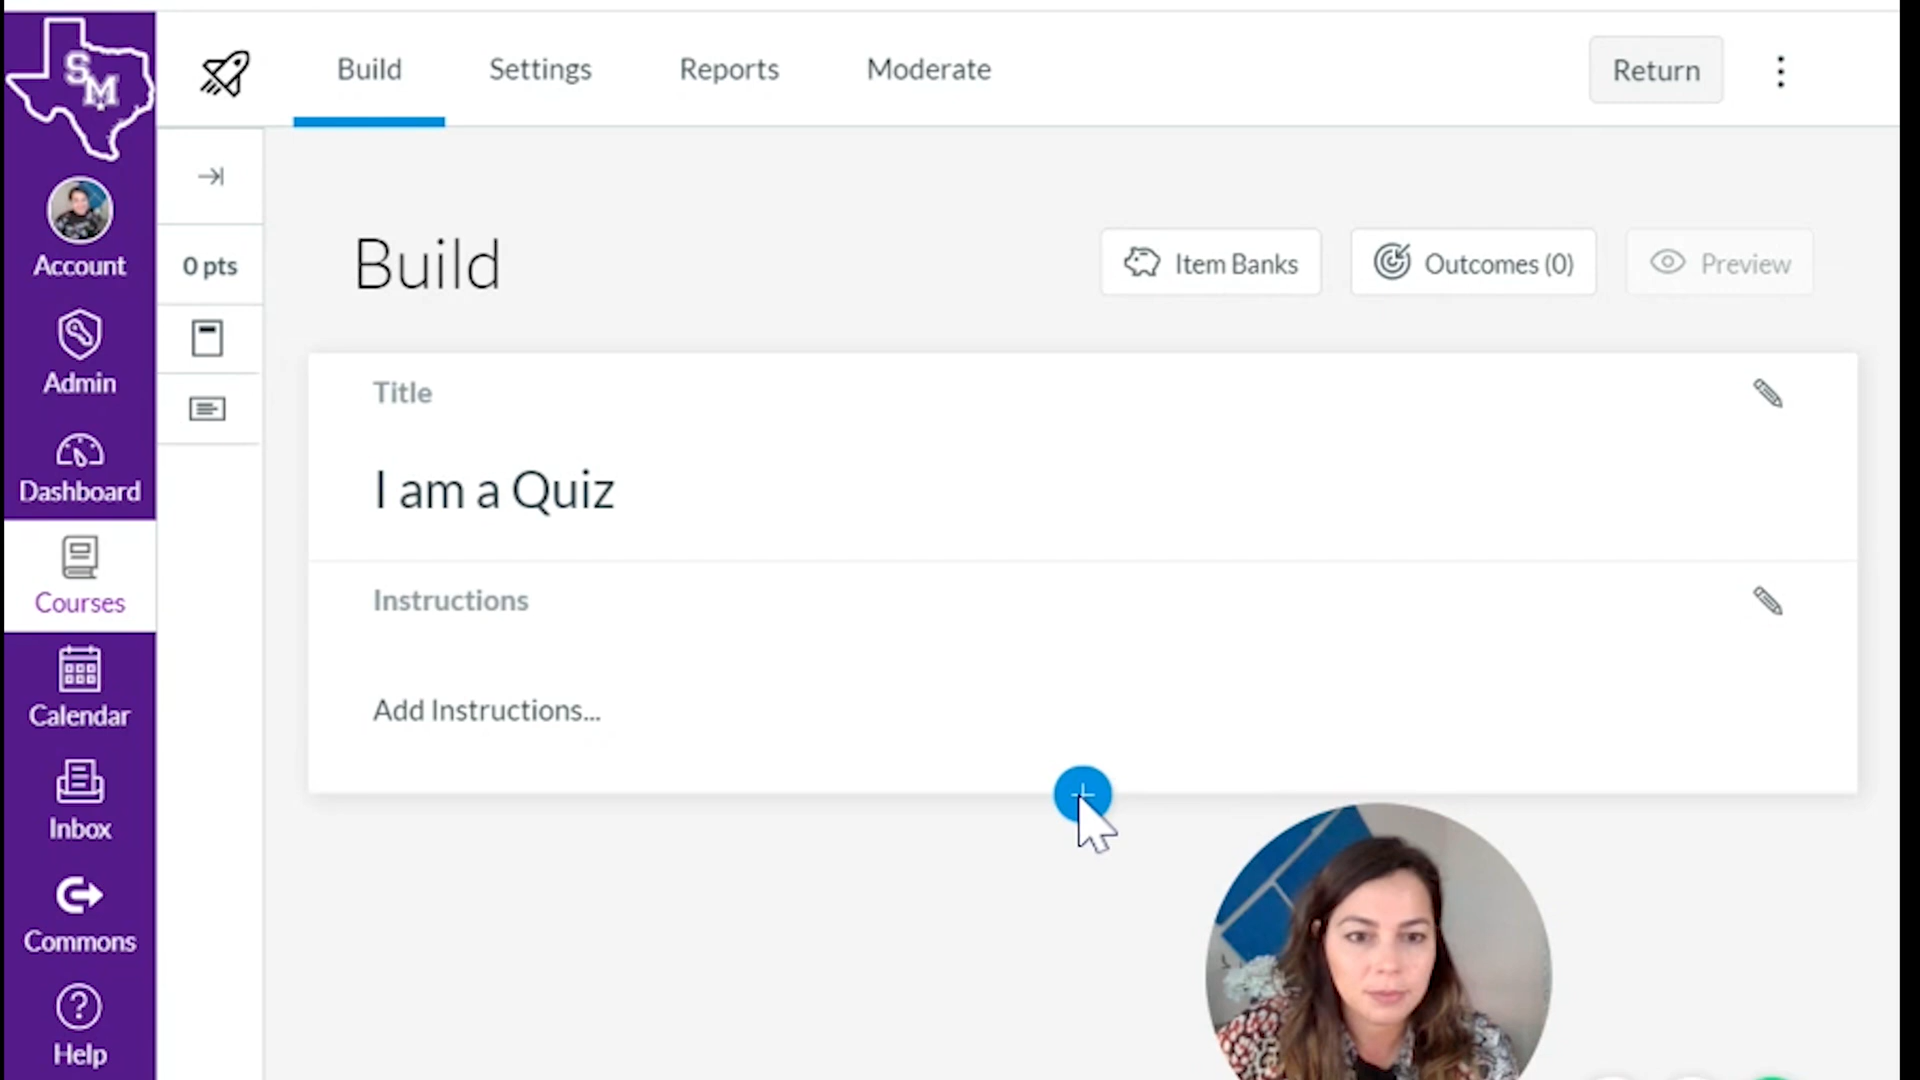 SM
Build Settings Reports Moderate
Return
Account
Admin
Dashboard
Courses
Calendar
Inbox
Commons
Help
0 pts
Build
Item Banks
Outcomes (0)
Preview
Title
I am a Quiz
Instructions
Add Instructions...